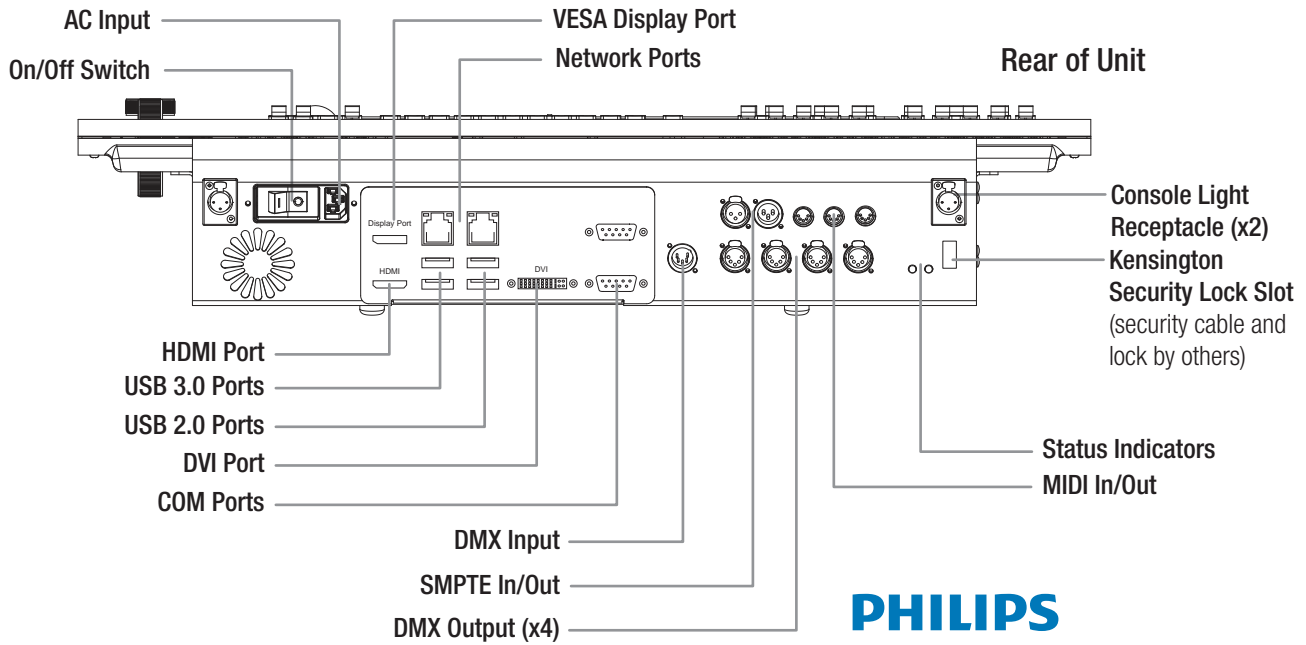 AC Input
VESA Display Port
On/Off Switch
Network Ports
Rear of Unit
Display Port
HDMI
DVI
Console Light
Receptacle (x2)
Kensington
Security Lock Slot
(security cable and
lock by others)
HDMI Port
USB 3.0 Ports
USB 2.0 Ports
DVI Port
COM Ports
Status Indicators
MIDI In/Out
DMX Input
SMPTE In/Out
DMX Output (x4)
PHILIPS